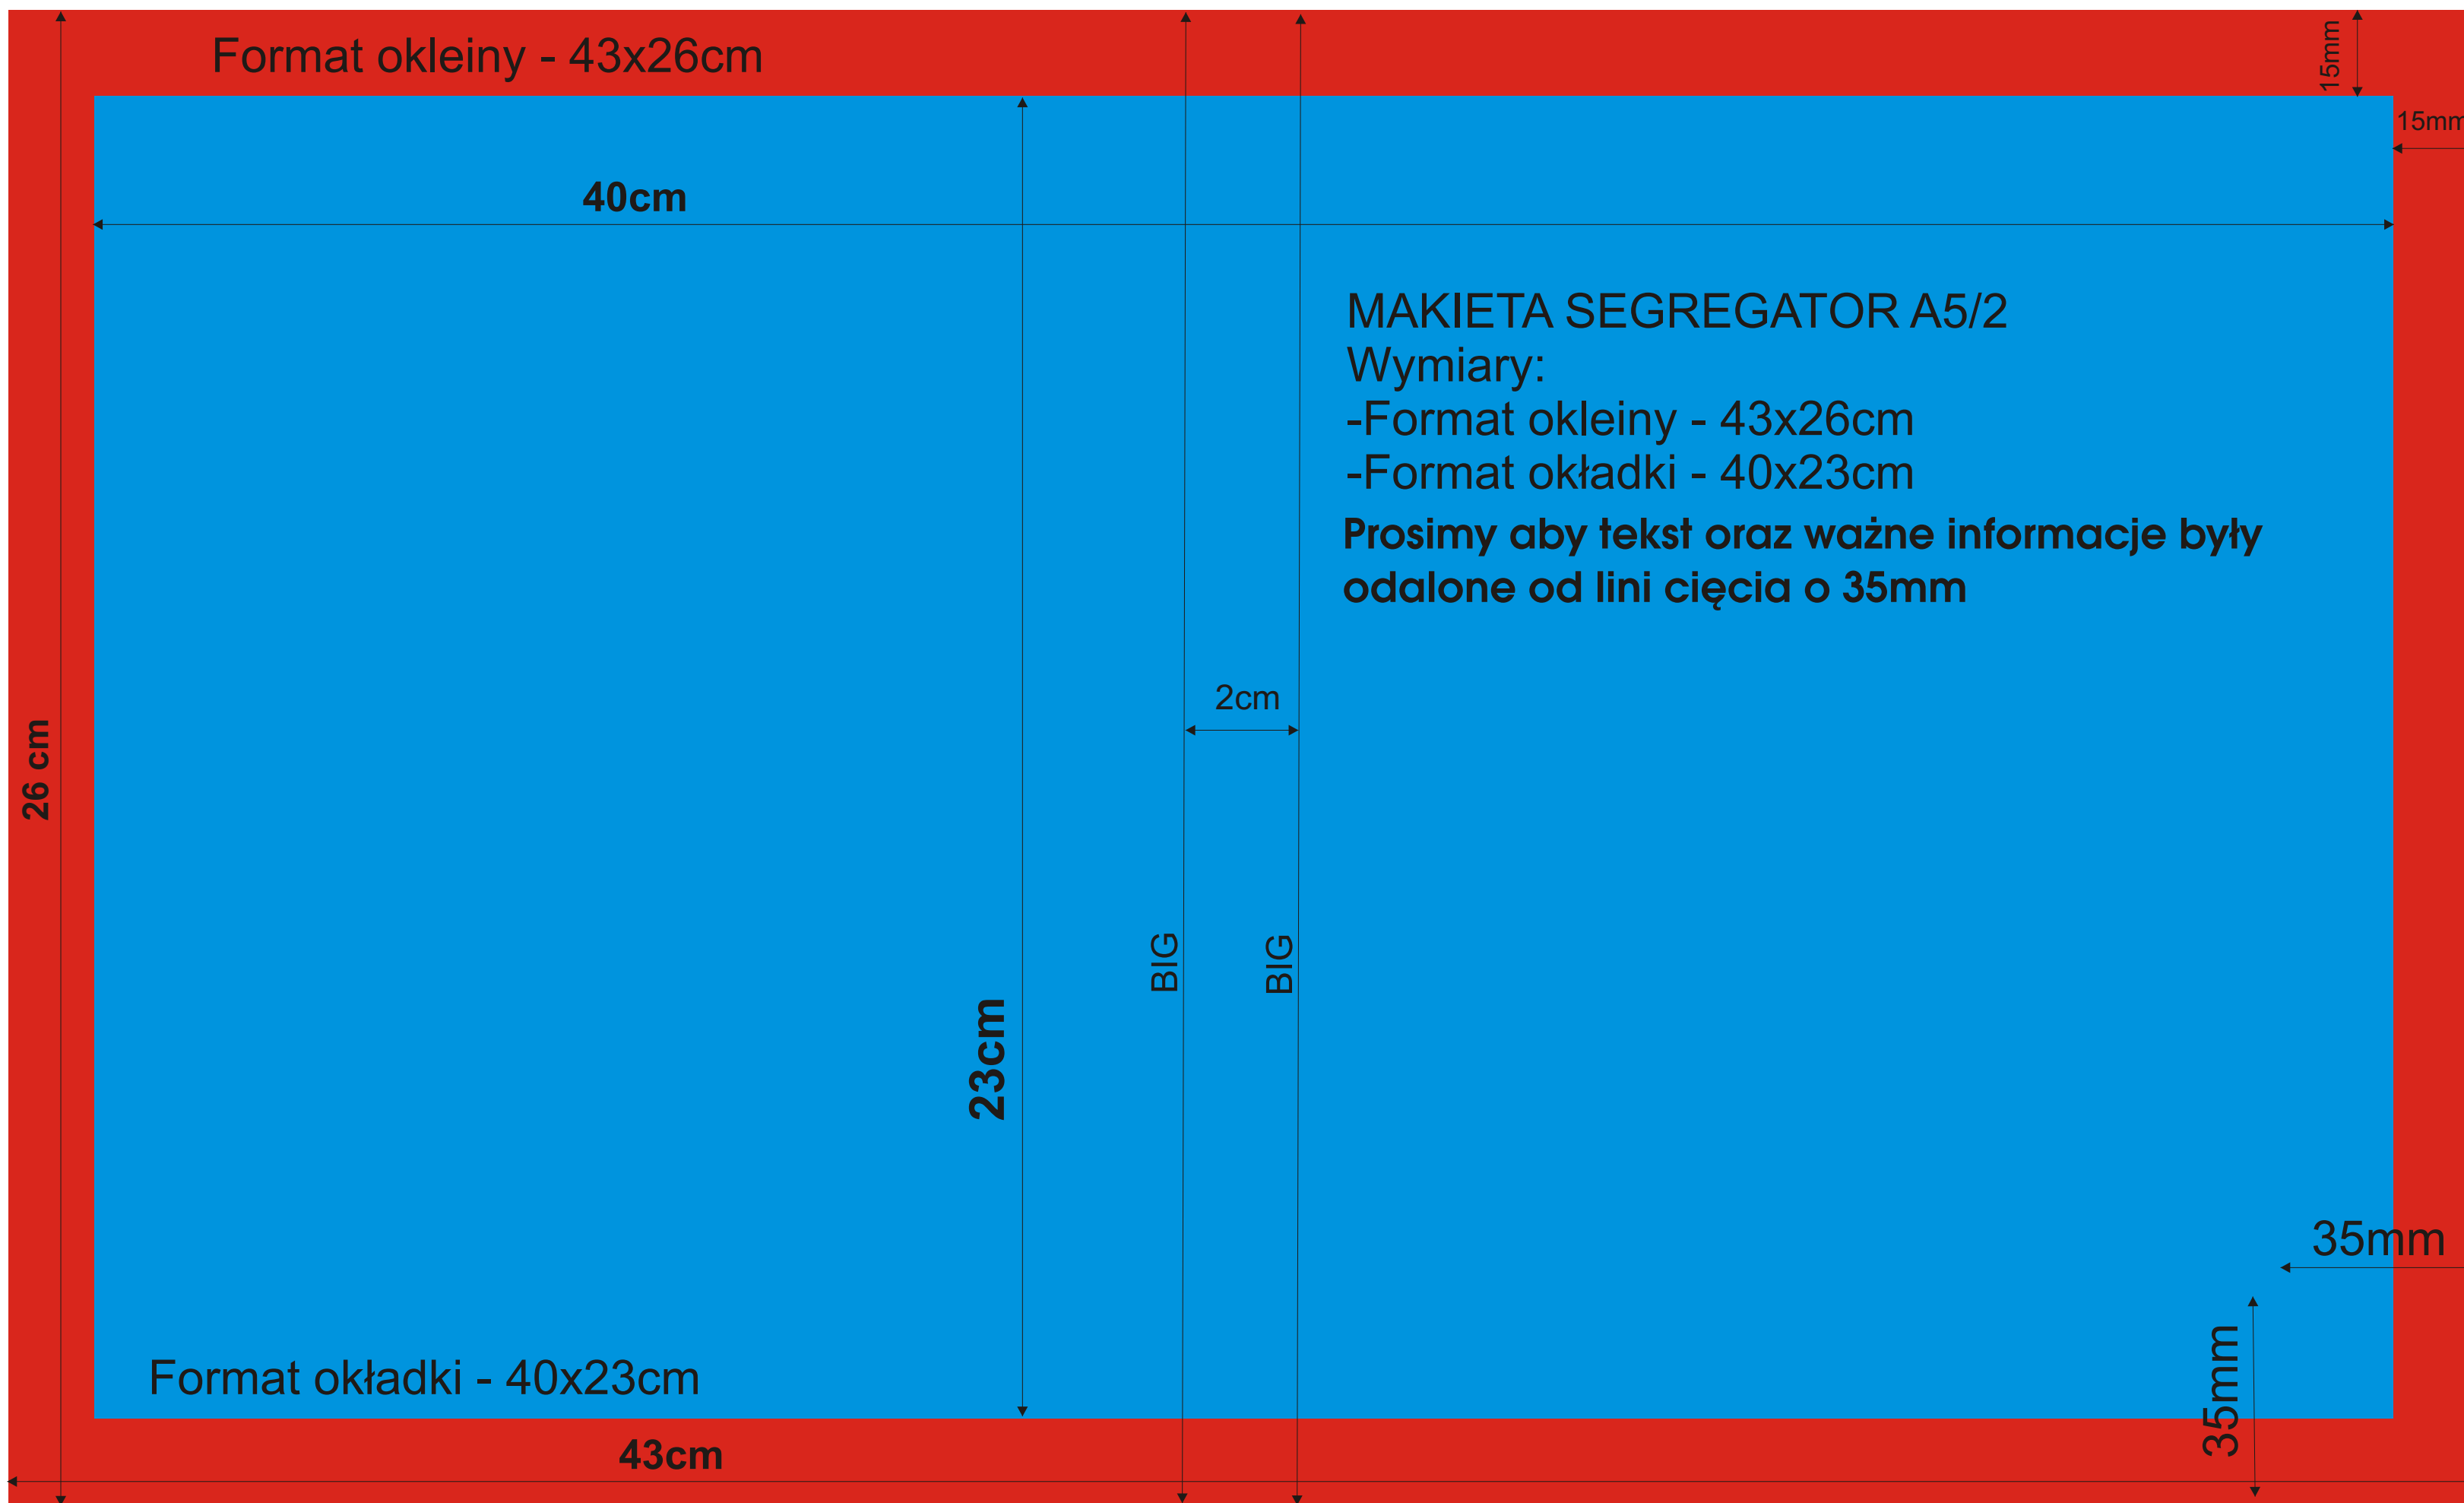 Format okleiny - 43x26cm
15mm
15mm
40cm
MAKIETA SEGREGATOR A5/2
Wymiary:
-Format okleiny - 43x26cm
-Format okładki - 40x23cm
Prosimy aby tekst oraz ważne informacje były
oddalone od lini cięcia o 35mm
2cm
26 cm
BIG
BIG
23cm
35mm
35mm
Format okładki - 40x23cm
43cm